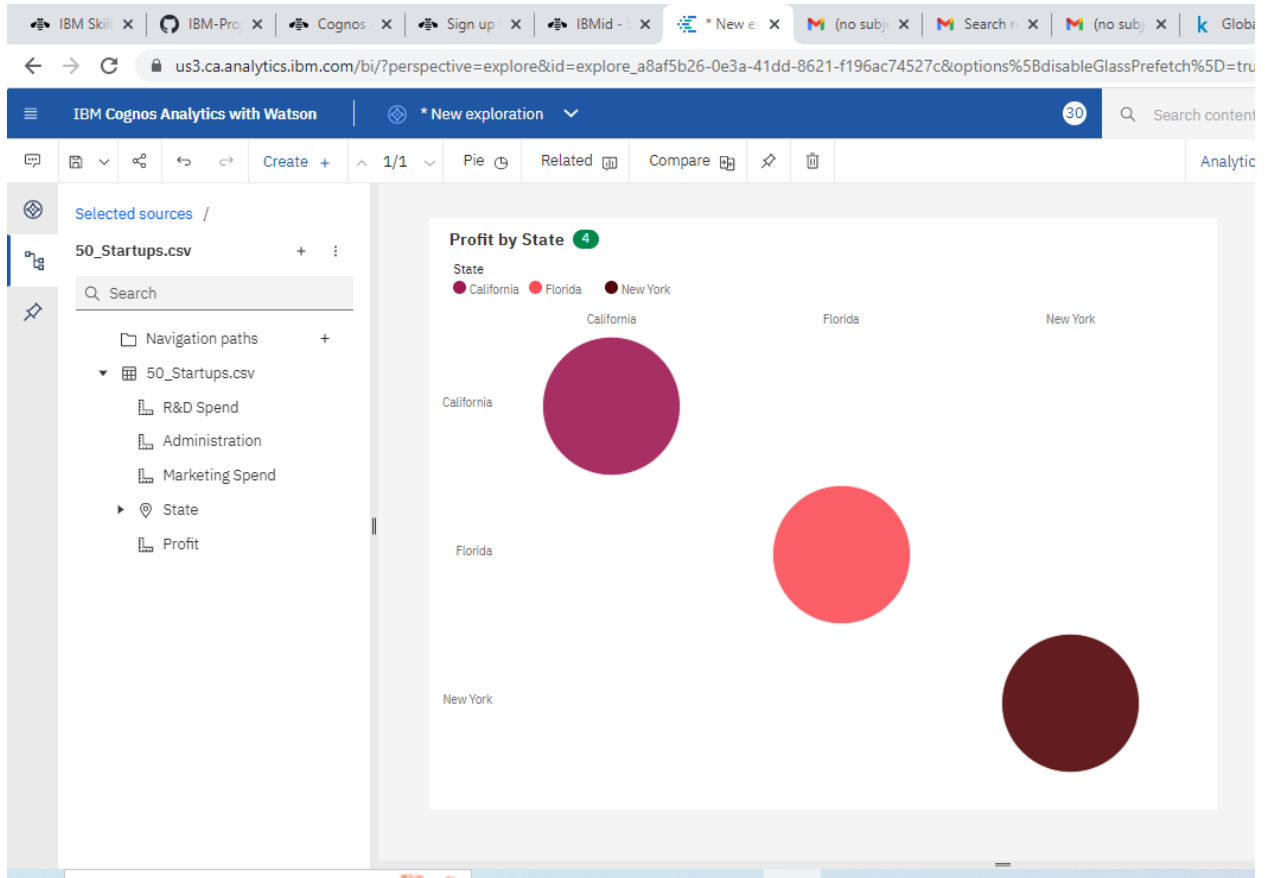 IBM Skil IBM-Proj Cognos Sign up IBMid - S * New e (no subj Search r (no subj k Globa
us3.ca.analytics.ibm.com/bi/?perspective=explore&id=explore_a8af5b26-0e3a-41dd-8621-f196ac74527c&options%5BdisableGlassPrefetch%5D=tru
IBM Cognos Analytics with Watson * New exploration 30 Search content
Create + 1/1 Pie Related Compare Analytic
Selected sources /
50_Startups.csv
Search
Navigation paths
50_Startups.csv
R&D Spend
Administration
Marketing Spend
State
Profit
Profit by State 4
State
California Florida New York
California Florida New York
California
Florida
New York